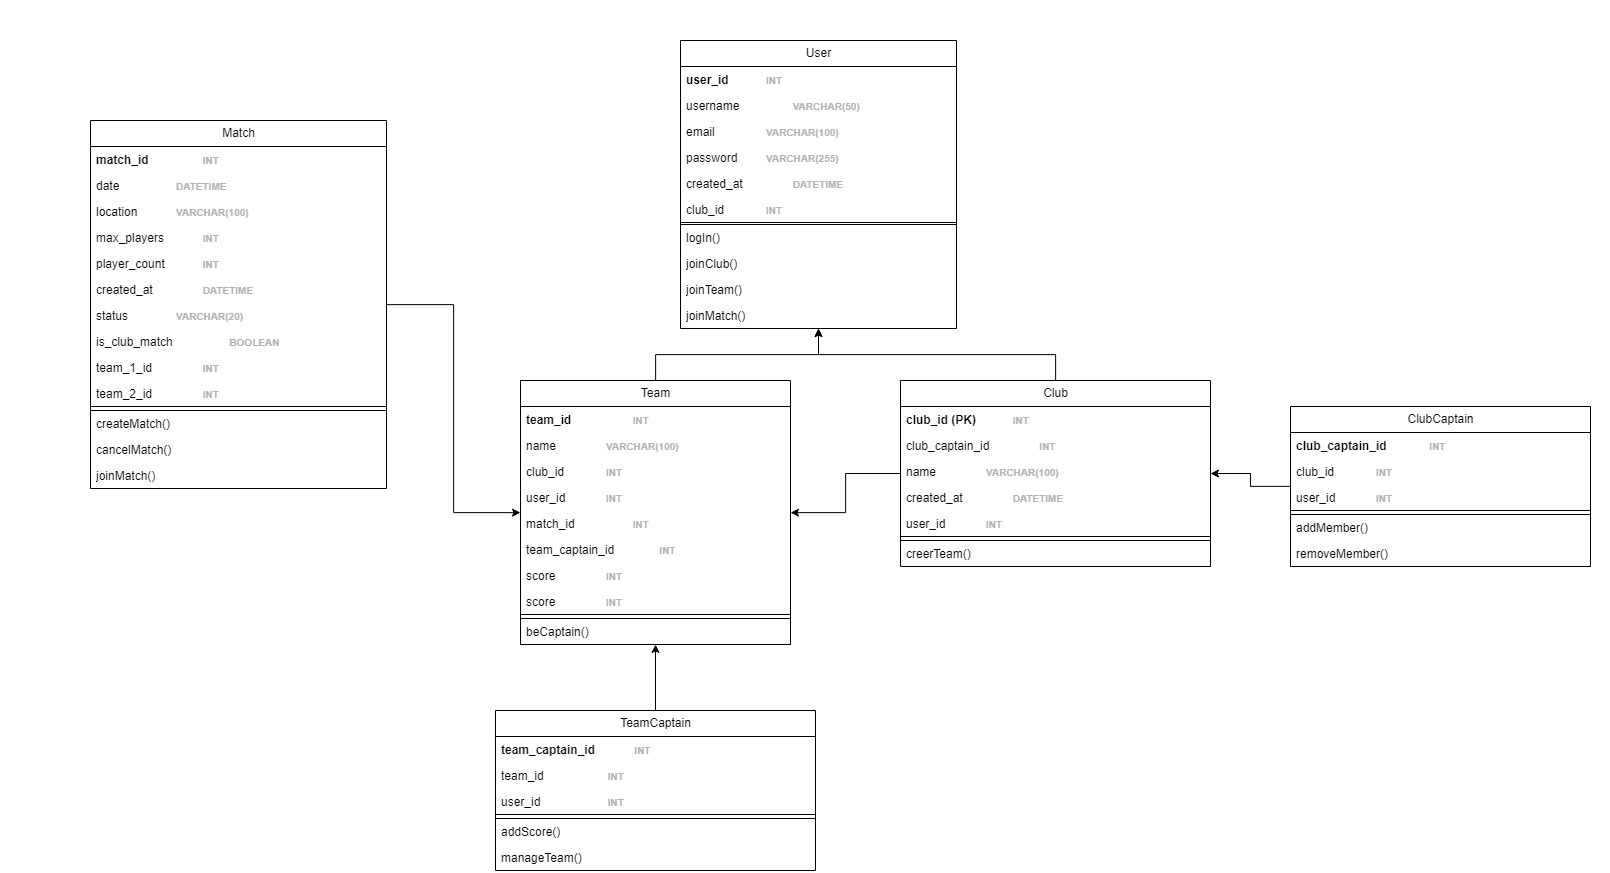 User
user_id INT
username VARCHAR(50)
email VARCHAR(100)
password VARCHAR(255)
created_at DATETIME
club_id INT
logIn()
joinClub()
joinTeam()
joinMatch()
Match
match_id INT
date DATETIME
location VARCHAR(100)
max_players INT
player_count INT
created_at DATETIME
status VARCHAR(20)
is_club_match BOOLEAN
team_1_id INT
team_2_id INT
createMatch()
cancelMatch()
joinMatch()
Team
team_id INT
name VARCHAR(100)
club_id INT
user_id INT
match_id INT
team_captain_id INT
score INT
score INT
beCaptain()
Club
club_id (PK) INT
club_captain_id INT
name VARCHAR(100)
created_at DATETIME
user_id INT
creerTeam()
ClubCaptain
club_captain_id INT
club_id INT
user_id INT
addMember()
removeMember()
TeamCaptain
team_captain_id INT
team_id INT
user_id INT
addScore()
manageTeam()